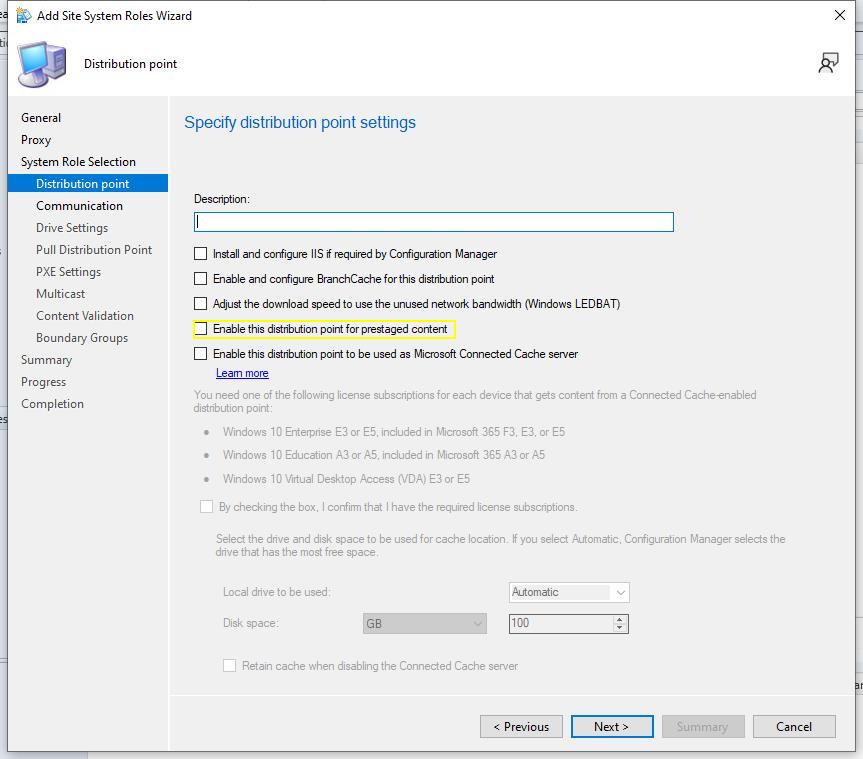 Add Site System Roles Wizard
Distribution point
General
Proxy
System Role Selection
Distribution point
Communication
Drive Settings
Pull Distribution Point
PXE Settings
Multicast
Content Validation
Boundary Groups
Summary
Progress
Completion
Specify distribution point settings
Description:
Install and configure IIS if required by Configuration Manager
Enable and configure BranchCache for this distribution point
Adjust the download speed to use the unused network bandwidth (Windows LEDBAT)
Enable this distribution point for prestaged content
Enable this distribution point to be used as Microsoft Connected Cache server
Learn more
You need one of the following license subscriptions for each device that gets content from a Connected Cache-enabled
distribution point:
• Windows 10 Enterprise E3 or E5, included in Microsoft 365 F3, E3, or E5
• Windows 10 Education A3 or A5, included in Microsoft 365 A3 or A5
• Windows 10 Virtual Desktop Access (VDA) E3 or E5
By checking the box, I confirm that I have the required license subscriptions.
Select the drive and disk space to be used for cache location. If you select Automatic, Configuration Manager selects the
drive that has the most free space.
Local drive to be used: Automatic
Disk space: GB 100
Retain cache when disabling the Connected Cache server
< Previous Next > Summary Cancel